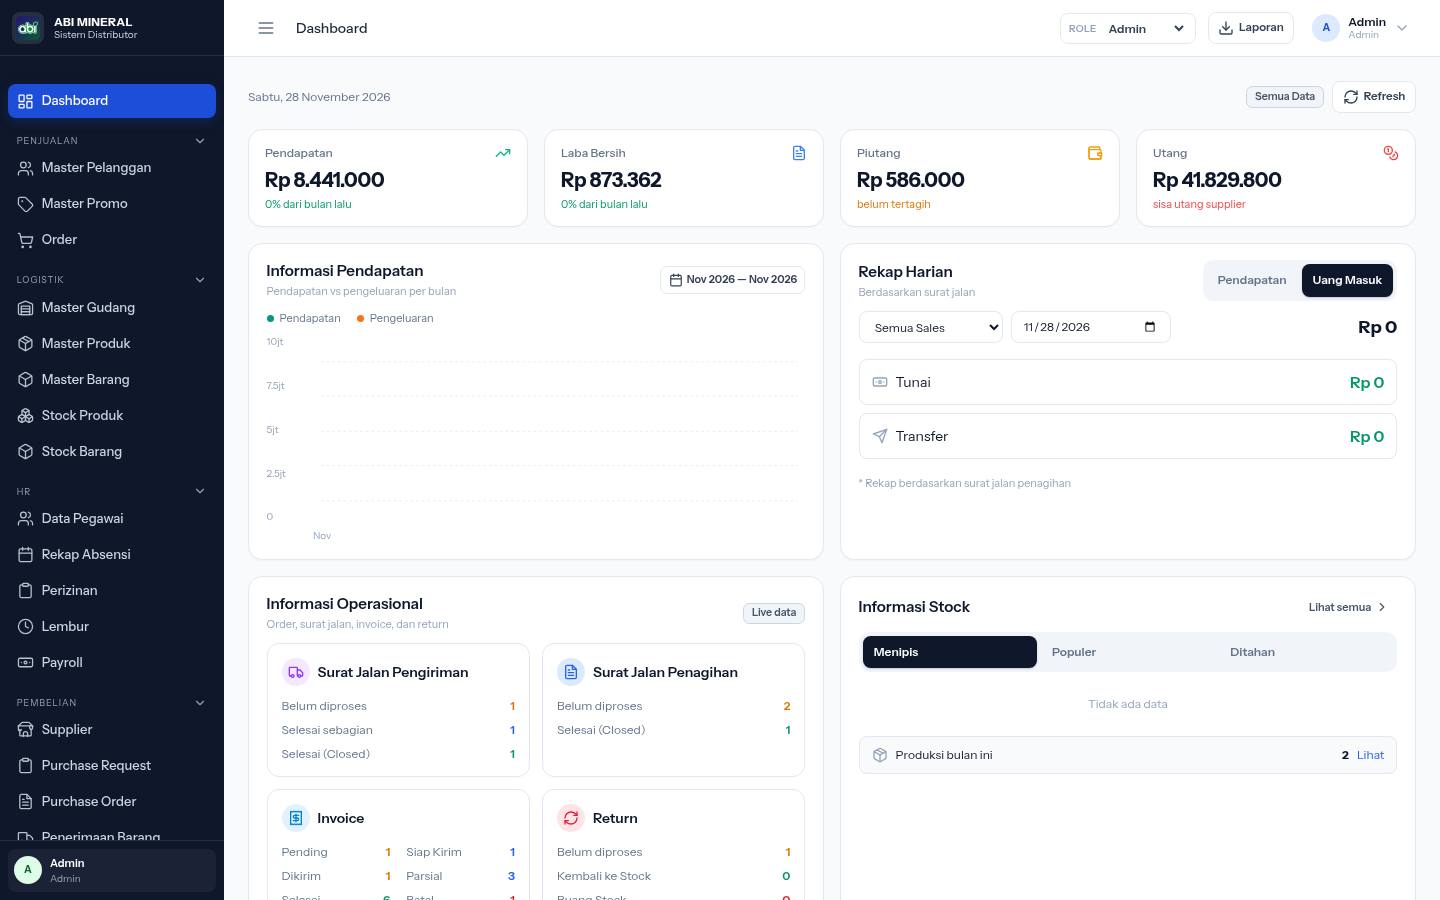 abi
ABI MINERAL
Sistem Distributor
Dashboard
PENJUALAN
Master Pelanggan
Master Promo
Order
LOGISTIK
Master Gudang
Master Produk
Master Barang
Stock Produk
Stock Barang
HR
Data Pegawai
Rekap Absensi
Perizinan
Lembur
Payroll
PEMBELIAN
Supplier
Purchase Request
Purchase Order
Penerimaan Barang
A
Admin
Admin
Dashboard
ROLE Admin
Laporan
A
Admin
Admin
Sabtu, 28 November 2026
Semua Data
Refresh
Pendapatan
Rp 8.441.000
0% dari bulan lalu
Laba Bersih
Rp 873.362
0% dari bulan lalu
Piutang
Rp 586.000
belum tertagih
Utang
Rp 41.829.800
sisa utang supplier
Informasi Pendapatan
Pendapatan vs pengeluaran per bulan
Nov 2026 — Nov 2026
Pendapatan
Pengeluaran
10jt
7.5jt
5jt
2.5jt
0
Nov
Rekap Harian
Berdasarkan surat jalan
Pendapatan
Uang Masuk
Semua Sales
11/28/2026
Rp 0
Tunai
Rp 0
Transfer
Rp 0
* Rekap berdasarkan surat jalan penagihan
Informasi Operasional
Order, surat jalan, invoice, dan return
Live data
Surat Jalan Pengiriman
Belum diproses 1
Selesai sebagian 1
Selesai (Closed) 1
Surat Jalan Penagihan
Belum diproses 2
Selesai (Closed) 1
Invoice
Pending 1 Siap Kirim 1
Dikirim 1 Parsial 3
Selesai 6 Batal 1
Return
Belum diproses 1
Kembali ke Stock 0
Buang Stock 0
Informasi Stock
Lihat semua
Menipis
Populer
Ditahan
Tidak ada data
Produksi bulan ini
2 Lihat